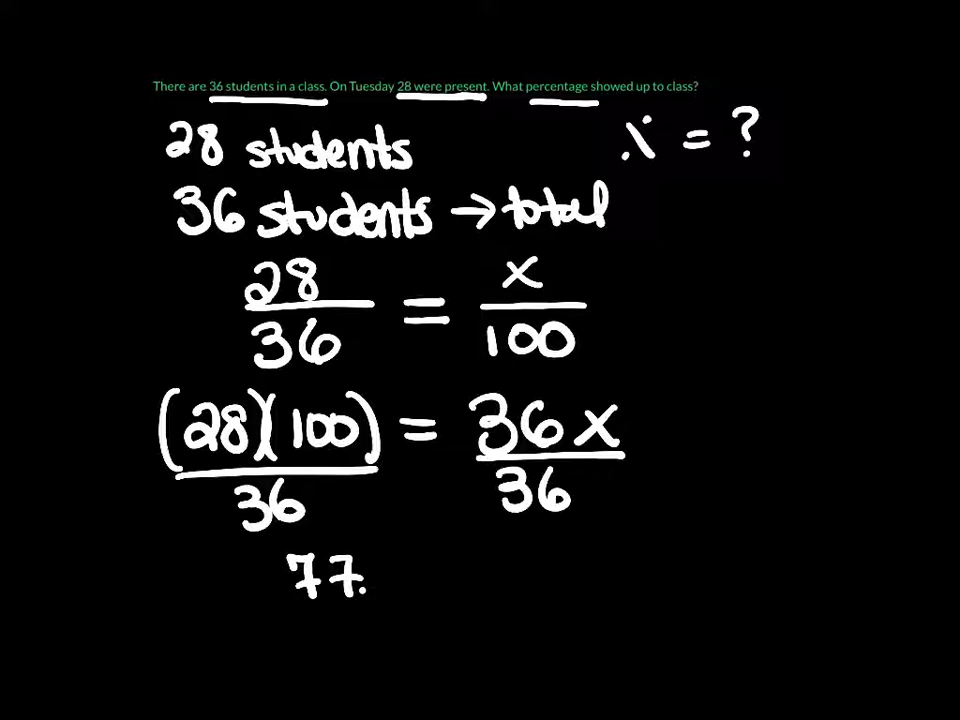 There are 36 students in a class. On Tuesday 28 were present. What percentage showed up to class?
28 students % = ?
36 students → total
28/36 = x/100
(28)(100)/36 = 36x/36
77.